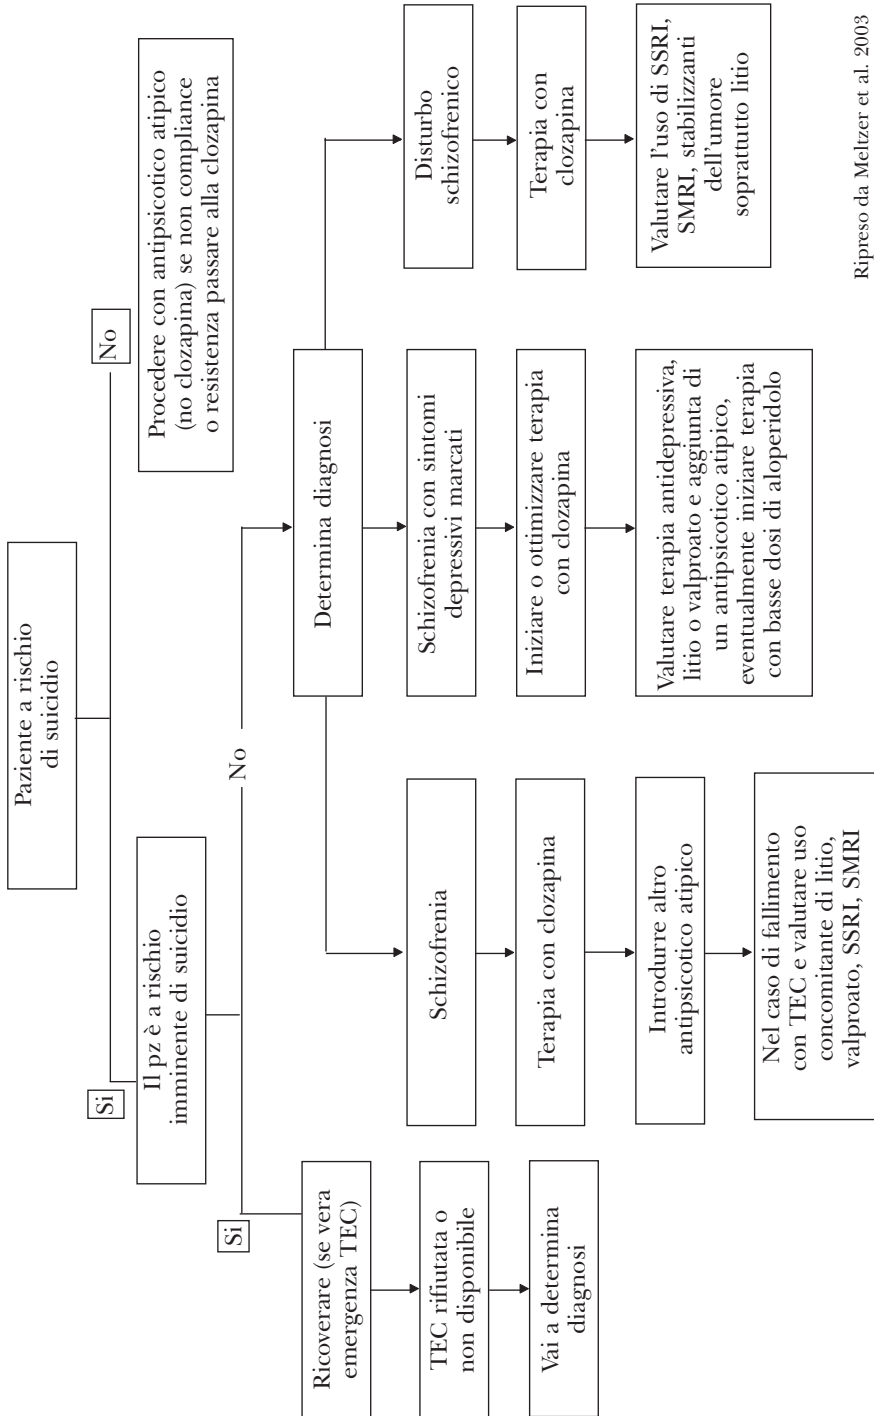 Paziente a rischio
di suicidio
Si
No
Il pz è a rischio
imminente di suicidio
Procedere con antipsicotico atipico
(no clozapina) se non compliance
o resistenza passare alla clozapina
Si
No
Ricoverare (se vera
emergenza TEC)
TEC rifiutata o
non disponibile
Vai a determina
diagnosi
Determina diagnosi
Schizofrenia
Terapia con clozapina
Introdurre altro
antipsicotico atipico
Nel caso di fallimento
con TEC e valutare uso
concomitante di litio,
valproato, SSRI, SMRI
Schizofrenia con sintomi
depressivi marcati
Iniziare o ottimizzare terapia
con clozapina
Valutare terapia antidepressiva,
litio o valproato e aggiunta di
un antipsicotico atipico,
eventualmente iniziare terapia
con basse dosi di aloperidolo
Disturbo
schizofrenico
Terapia con
clozapina
Valutare l'uso di SSRI,
SMRI, stabilizzanti
dell'umore
soprattutto litio
Ripreso da Meltzer et al. 2003